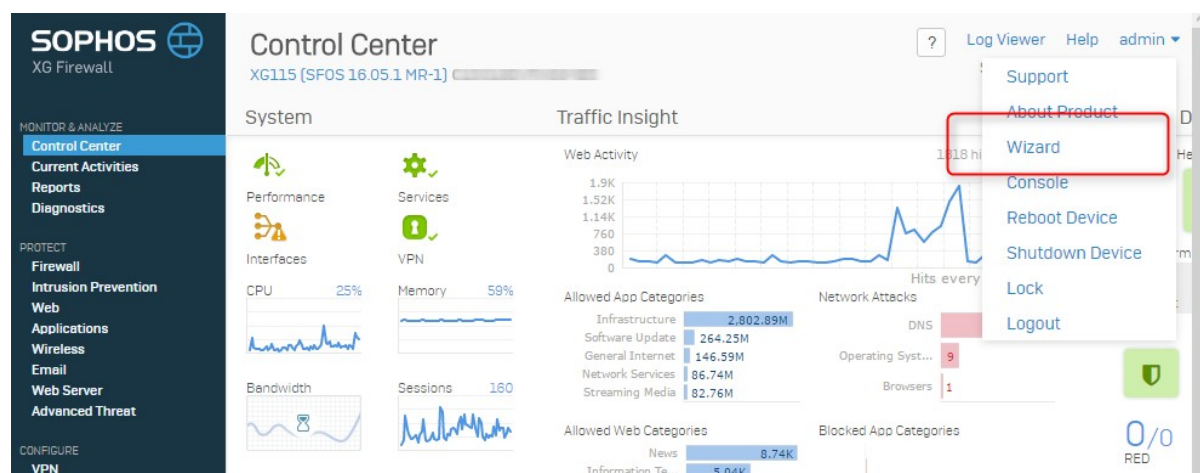 SOPHOS
XG Firewall
MONITOR & ANALYZE
Control Center
Current Activities
Reports
Diagnostics
PROTECT
Firewall
Intrusion Prevention
Web
Applications
Wireless
Email
Web Server
Advanced Threat
CONFIGURE
VPN
Control Center
XG115 (SFOS 16.05.1 MR-1)
?
Log Viewer Help admin
Support
About Product
Wizard
Console
Reboot Device
Shutdown Device
Lock
Logout
System
Performance
Services
Interfaces
VPN
CPU 25%
Memory 59%
Bandwidth
Sessions 160
Traffic Insight
Web Activity
1818 hi
1.9K
1.52K
1.14K
760
380
0
Hits every
Allowed App Categories
Infrastructure 2,802.89M
Software Update 264.25M
General Internet 146.59M
Network Services 86.74M
Streaming Media 82.76M
Network Attacks
DNS
Operating Syst... 9
Browsers 1
Allowed Web Categories
News 8.74K
Information Te... 5.04K
Blocked App Categories
0/0
RED